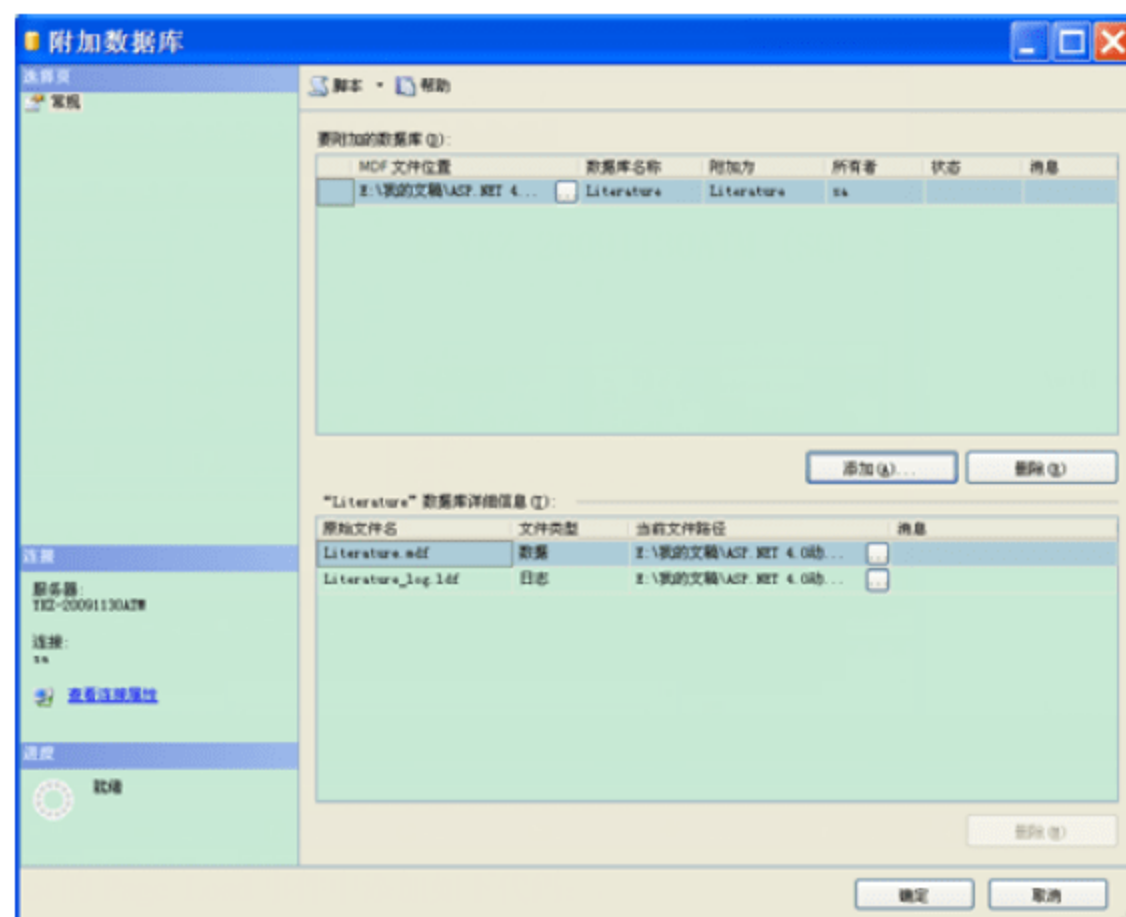 附加数据库
选择页
常规
脚本 帮助
要附加的数据库(D):
MDF 文件位置 数据库名称 附加为 所有者 状态 消息
E:\我的文稿\ASP.NET 4... ... Literature Literature sa
添加(A)... 删除(R)
“Literature”数据库详细信息(T):
原始文件名 文件类型 当前文件路径 消息
Literature.mdf 数据 E:\我的文稿\ASP.NET 4.0动... ...
Literature_log.ldf 日志 E:\我的文稿\ASP.NET 4.0动... ...
删除(M)
连接
服务器:
连接:
sa
查看连接属性
进度
就绪
确定 取消